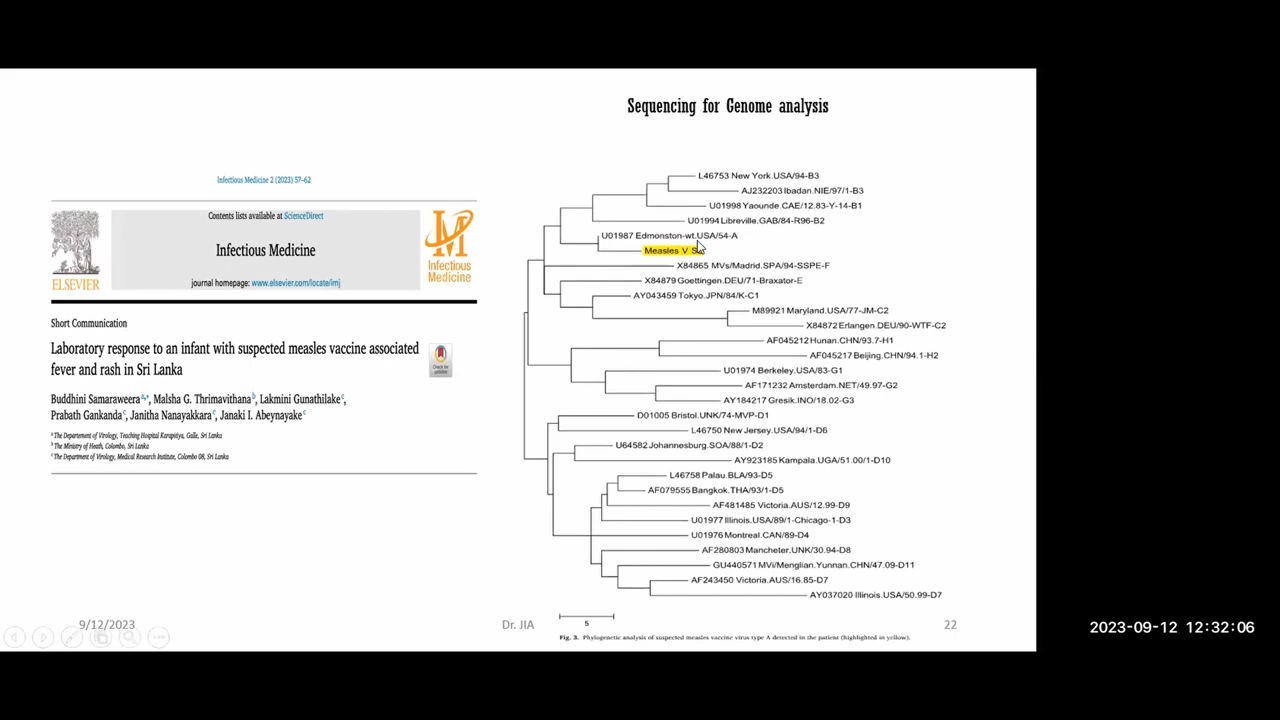 Sequencing for Genome analysis
Infectious Medicine 2 (2023) 57–62
Contents lists available at ScienceDirect
Infectious Medicine
journal homepage: www.elsevier.com/locate/imj
ELSEVIER
Infectious
Medicine
Short Communication
Laboratory response to an infant with suspected measles vaccine associated
fever and rash in Sri Lanka
Check for
updates
Buddhini Samaraweera a,*, Malsha G. Thrimavithana b, Lakmini Gunathilake c,
Prabath Gankanda c, Janitha Nanayakkara c, Janaki I. Abeynayake c
a The Departement of Virology, Teaching Hospital Karapitiya, Galle, Sri Lanka
b The Ministry of Heath, Colombo, Sri Lanka
c The Department of Virology, Medical Research Institute, Colombo 08, Sri Lanka
L46753 New York.USA/94-B3
AJ232203 Ibadan.NIE/97/1-B3
U01998 Yaounde.CAE/12.83-Y-14-B1
U01994 Libreville.GAB/84-R96-B2
U01987 Edmonston-wt.USA/54-A
Measles V S
X84865 MVs/Madrid.SPA/94-SSPE-F
X84879 Goettingen.DEU/71-Braxator-E
AY043459 Tokyo.JPN/84/K-C1
M89921 Maryland.USA/77-JM-C2
X84872 Erlangen.DEU/90-WTF-C2
AF045212 Hunan.CHN/93.7-H1
AF045217 Beijing.CHN/94.1-H2
U01974 Berkeley.USA/83-G1
AF171232 Amsterdam.NET/49.97-G2
AY184217 Gresik.INO/18.02-G3
D01005 Bristol.UNK/74-MVP-D1
L46750 New Jersey.USA/94/1-D6
U64582 Johannesburg.SOA/88/1-D2
AY923185 Kampala.UGA/51.00/1-D10
L46758 Palau.BLA/93-D5
AF079555 Bangkok.THA/93/1-D5
AF481485 Victoria.AUS/12.99-D9
U01977 Illinois.USA/89/1-Chicago-1-D3
U01976 Montreal.CAN/89-D4
AF280803 Mancheter.UNK/30.94-D8
GU440571 MVi/Menglian.Yunnan.CHN/47.09-D11
AF243450 Victoria.AUS/16.85-D7
AY037020 Illinois.USA/50.99-D7
5
Fig. 3. Phylogenetic analysis of suspected measles vaccine virus type A detected in the patient (highlighted in yellow).
9/12/2023
Dr. JIA
22
2023-09-12 12:32:06